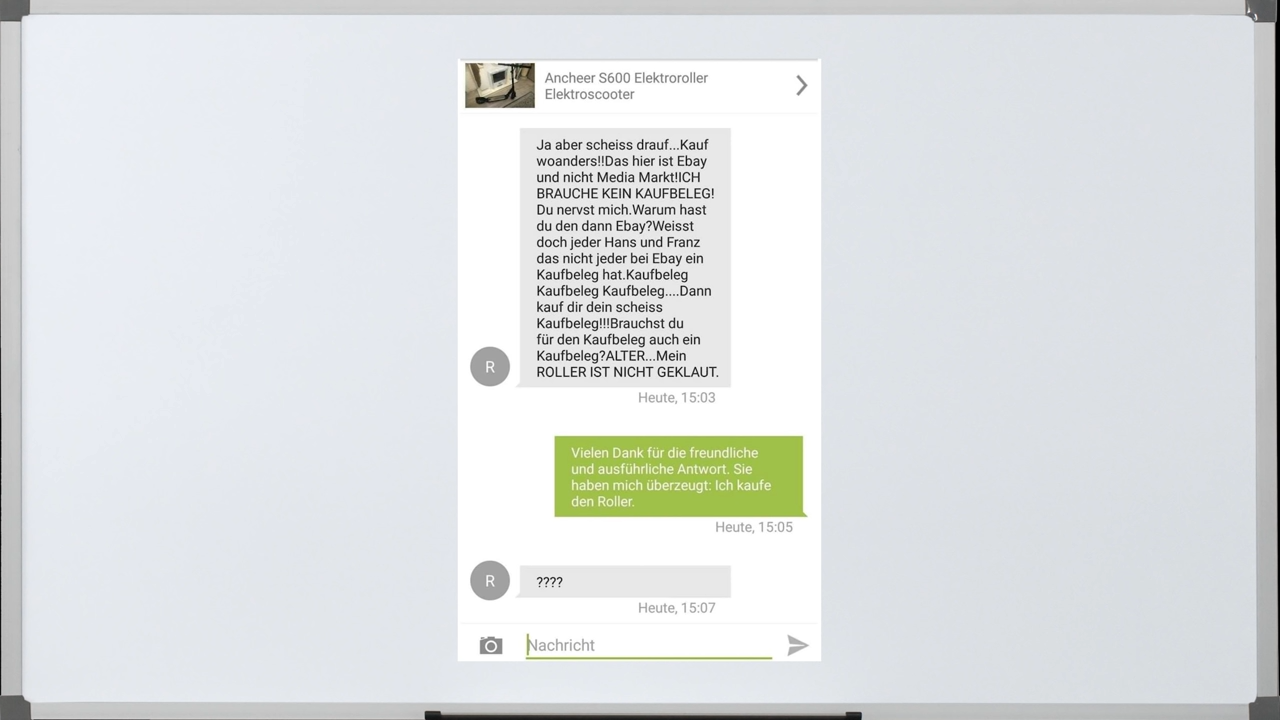 Ancheer S600 Elektroroller
Elektroscooter
Ja aber scheiss drauf...Kauf
woanders!!Das hier ist Ebay
und nicht Media Markt!ICH
BRAUCHE KEIN KAUFBELEG!
Du nervst mich.Warum hast
du den dann Ebay?Weisst
doch jeder Hans und Franz
das nicht jeder bei Ebay ein
Kaufbeleg hat.Kaufbeleg
Kaufbeleg Kaufbeleg....Dann
kauf dir dein scheiss
Kaufbeleg!!!Brauchst du
für den Kaufbeleg auch ein
Kaufbeleg?ALTER...Mein
ROLLER IST NICHT GEKLAUT.
R
Heute, 15:03
Vielen Dank für die freundliche
und ausführliche Antwort. Sie
haben mich überzeugt: Ich kaufe
den Roller.
Heute, 15:05
R
????
Heute, 15:07
Nachricht